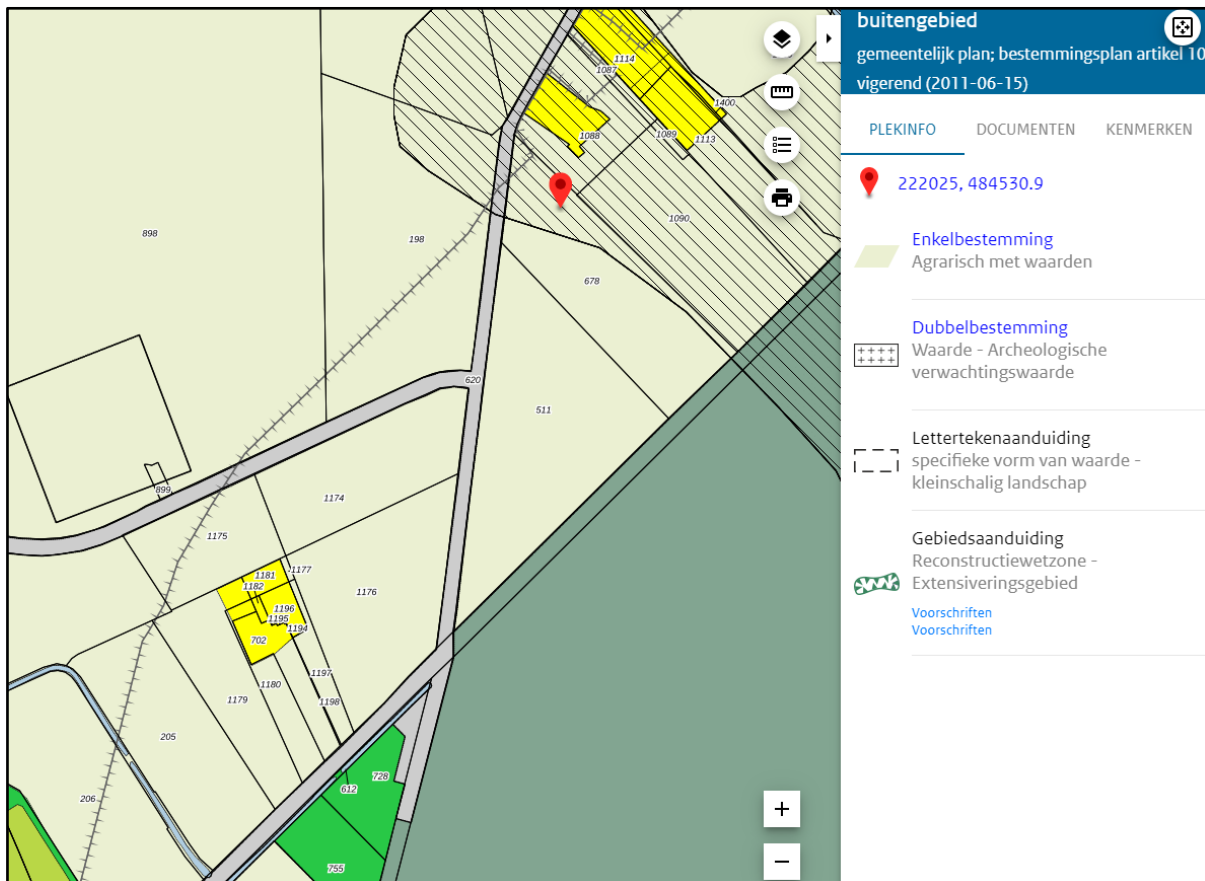 buitengebied
gemeentelijk plan; bestemmingsplan artikel 10
vigerend (2011-06-15)
PLEKINFO DOCUMENTEN KENMERKEN
222025, 484530.9
Enkelbestemming
Agrarisch met waarden
Dubbelbestemming
Waarde - Archeologische
verwachtingswaarde
Lettertekenaanduiding
specifieke vorm van waarde -
kleinschalig landschap
Gebiedsaanduiding
Reconstructiewetzone -
Extensiveringsgebied
Voorschriften
Voorschriften
1114
1087
1400
1088
1089
1113
898
198
1090
678
620
511
899
1174
1175
1181
1177
1182
1176
1196
1195
1194
702
1197
1180
1179
1198
205
728
612
206
755
+
−